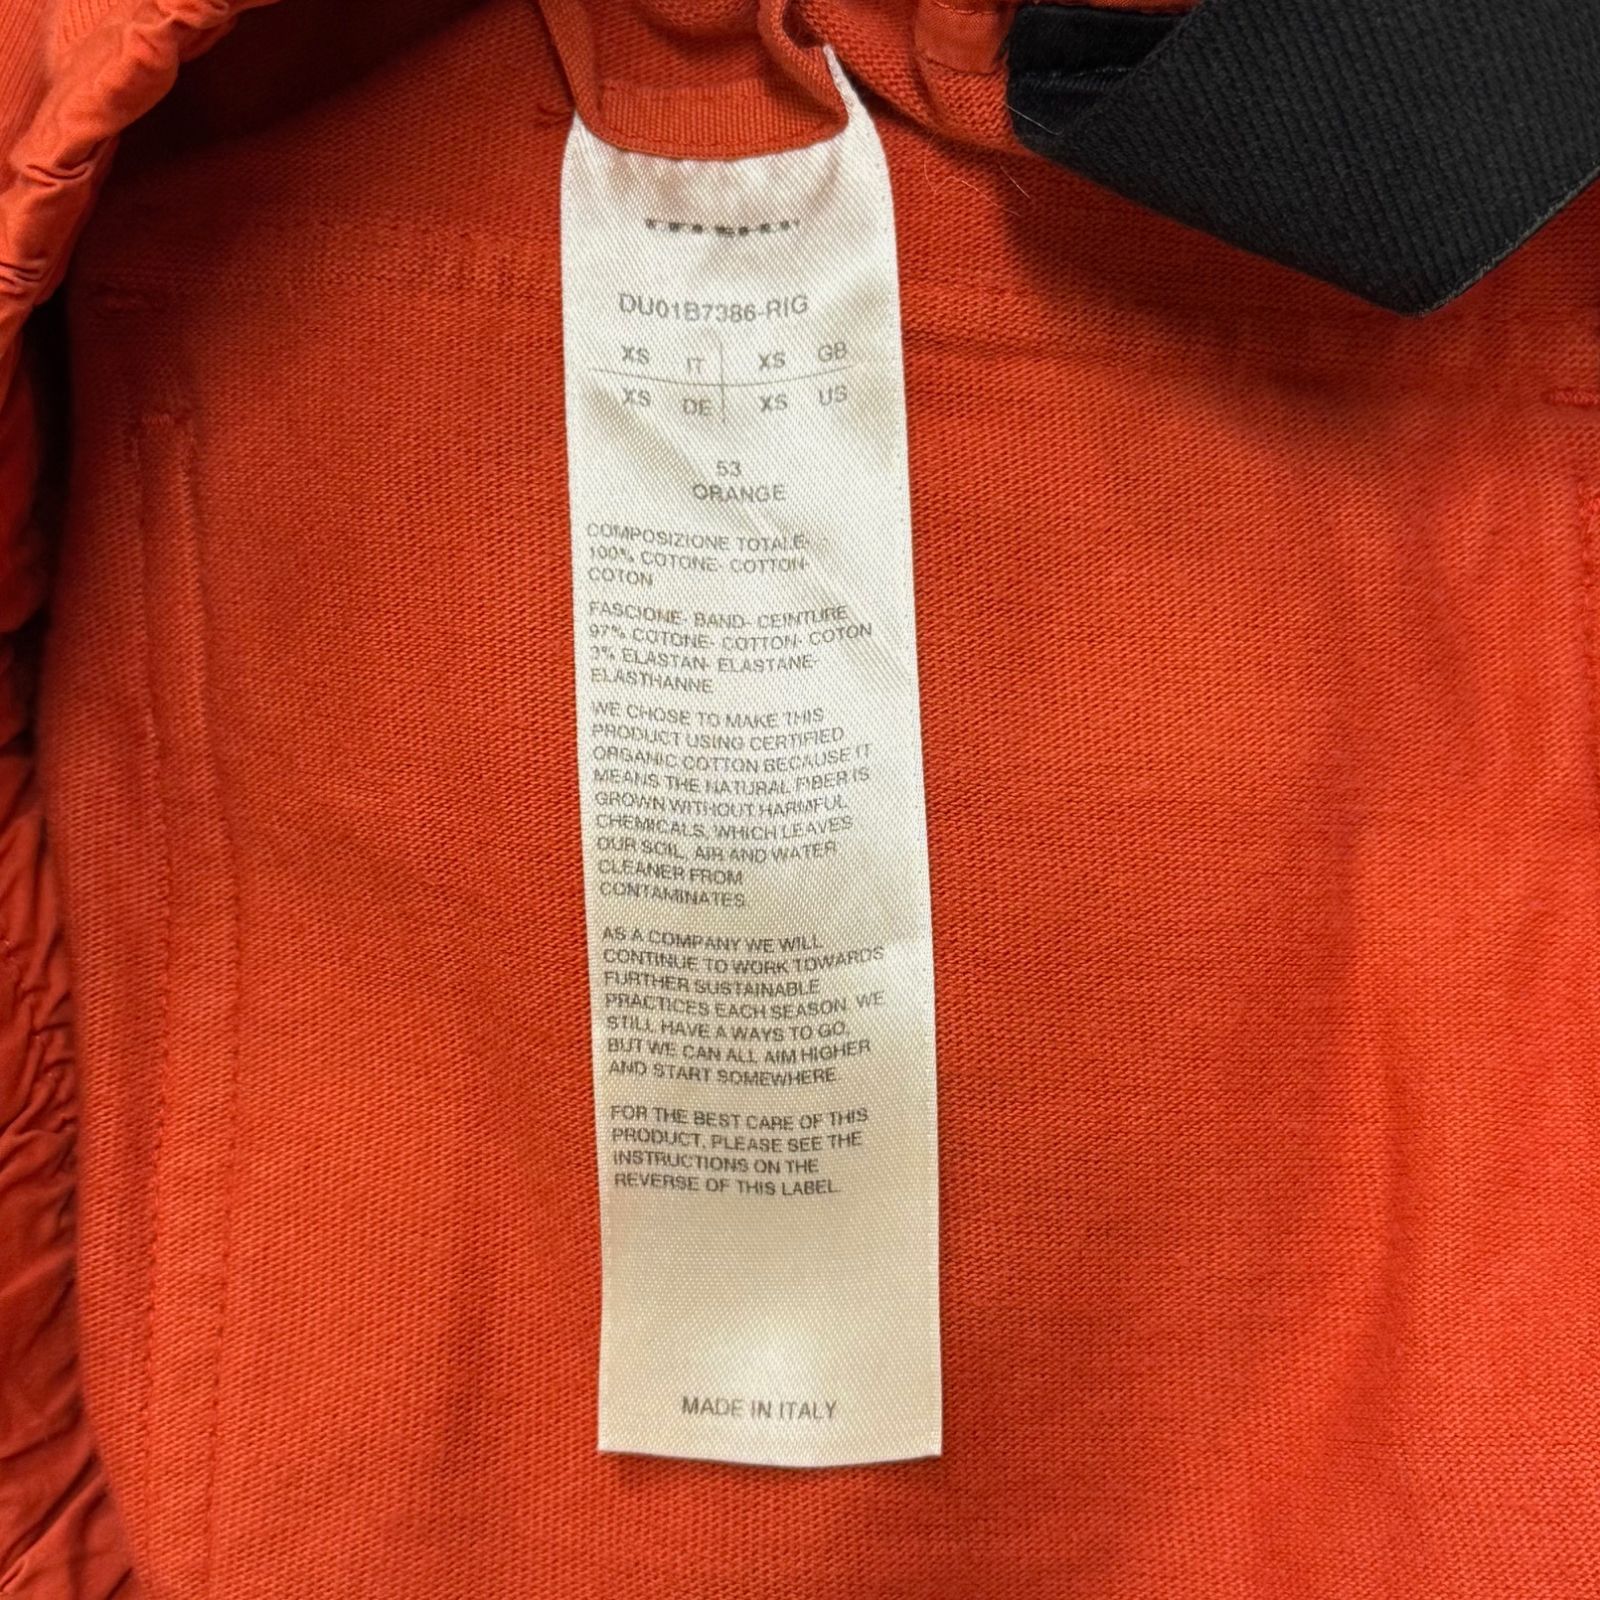 DU01B7386-RIG
XS IT XS GB
XS DE XS US
53
ORANGE
COMPOSIZIONE TOTALE-
100% COTONE- COTTON-
COTON
FASCIONE- BAND- CEINTURE
97% COTONE- COTTON- COTON
3% ELASTAN- ELASTANE-
ELASTHANNE
WE CHOSE TO MAKE THIS
PRODUCT USING CERTIFIED
ORGANIC COTTON BECAUSE IT
MEANS THE NATURAL FIBER IS
GROWN WITHOUT HARMFUL
CHEMICALS, WHICH LEAVES
OUR SOIL, AIR AND WATER
CLEANER FROM
CONTAMINATES.
AS A COMPANY WE WILL
CONTINUE TO WORK TOWARDS
FURTHER SUSTAINABLE
PRACTICES EACH SEASON. WE
STILL HAVE A WAYS TO GO,
BUT WE CAN ALL AIM HIGHER
AND START SOMEWHERE.
FOR THE BEST CARE OF THIS
PRODUCT, PLEASE SEE THE
INSTRUCTIONS ON THE
REVERSE OF THIS LABEL.
MADE IN ITALY